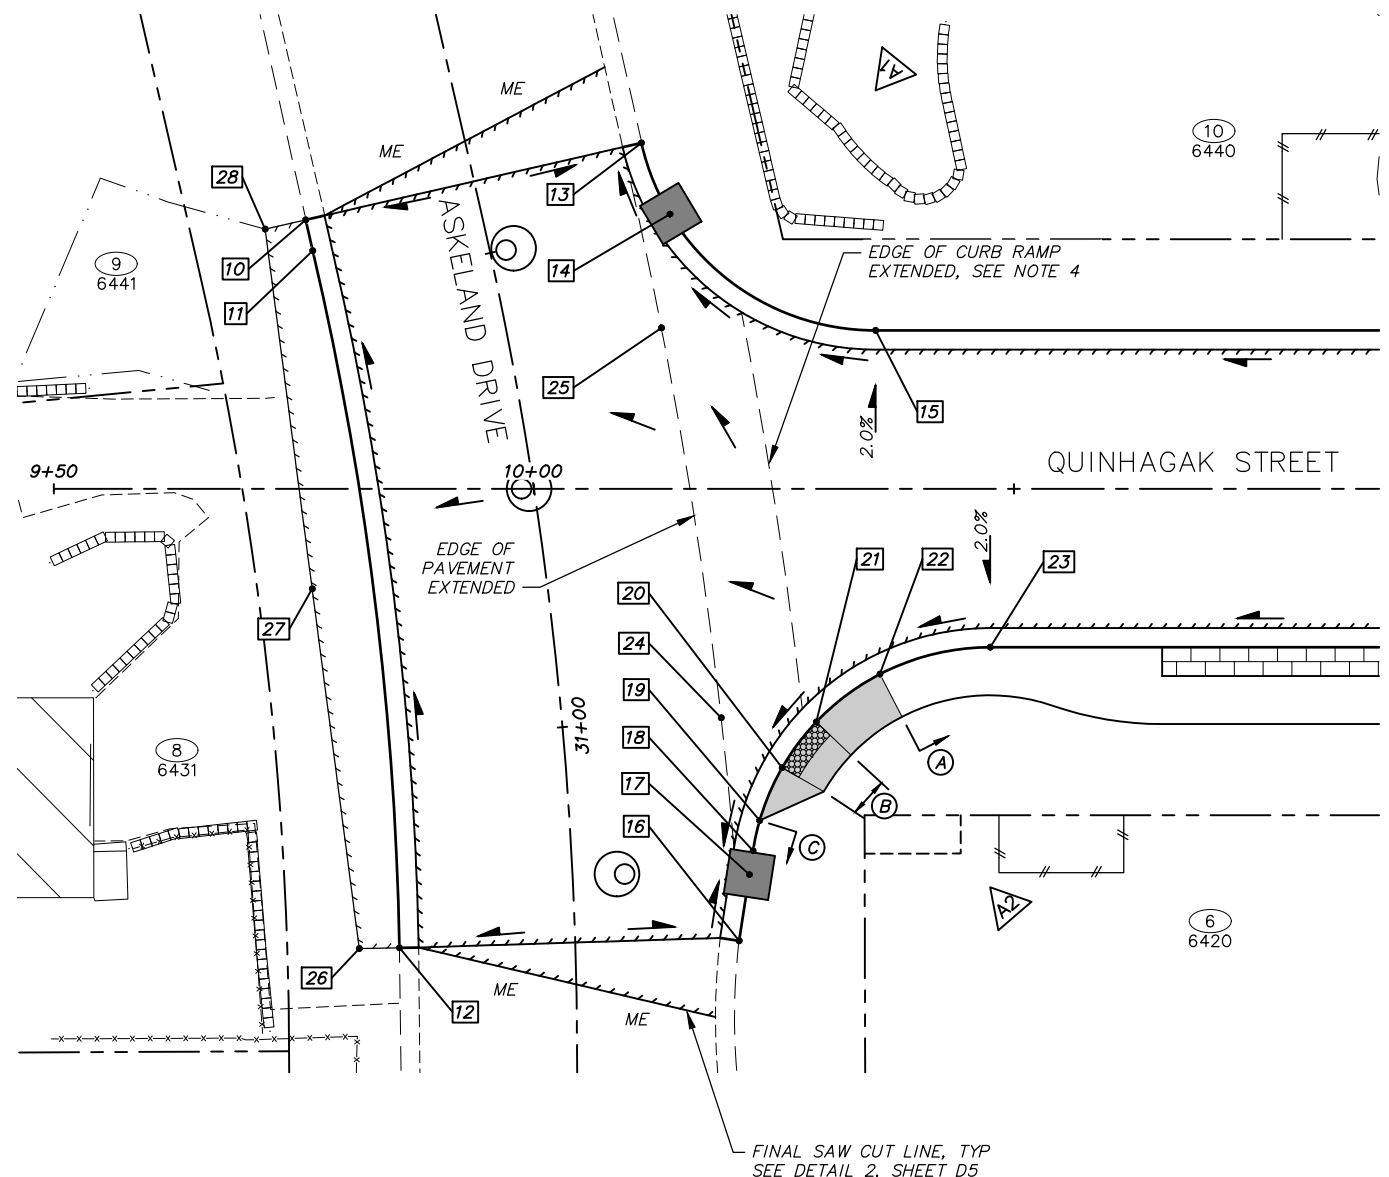 ME
A1
10
6440
ME
28
13
ASKELAND DRIVE
9
6441
10
14
EDGE OF CURB RAMP
EXTENDED, SEE NOTE 4
11
25
15
2.0%
9+50
10+00
QUINHAGAK STREET
2.0%
EDGE OF
PAVEMENT
EXTENDED
21
22
23
20
27
24
19
31+00
18
8
6431
A
17
B
16
C
A2
6
6420
26
ME
12
ME
FINAL SAW CUT LINE, TYP
SEE DETAIL 2, SHEET D5